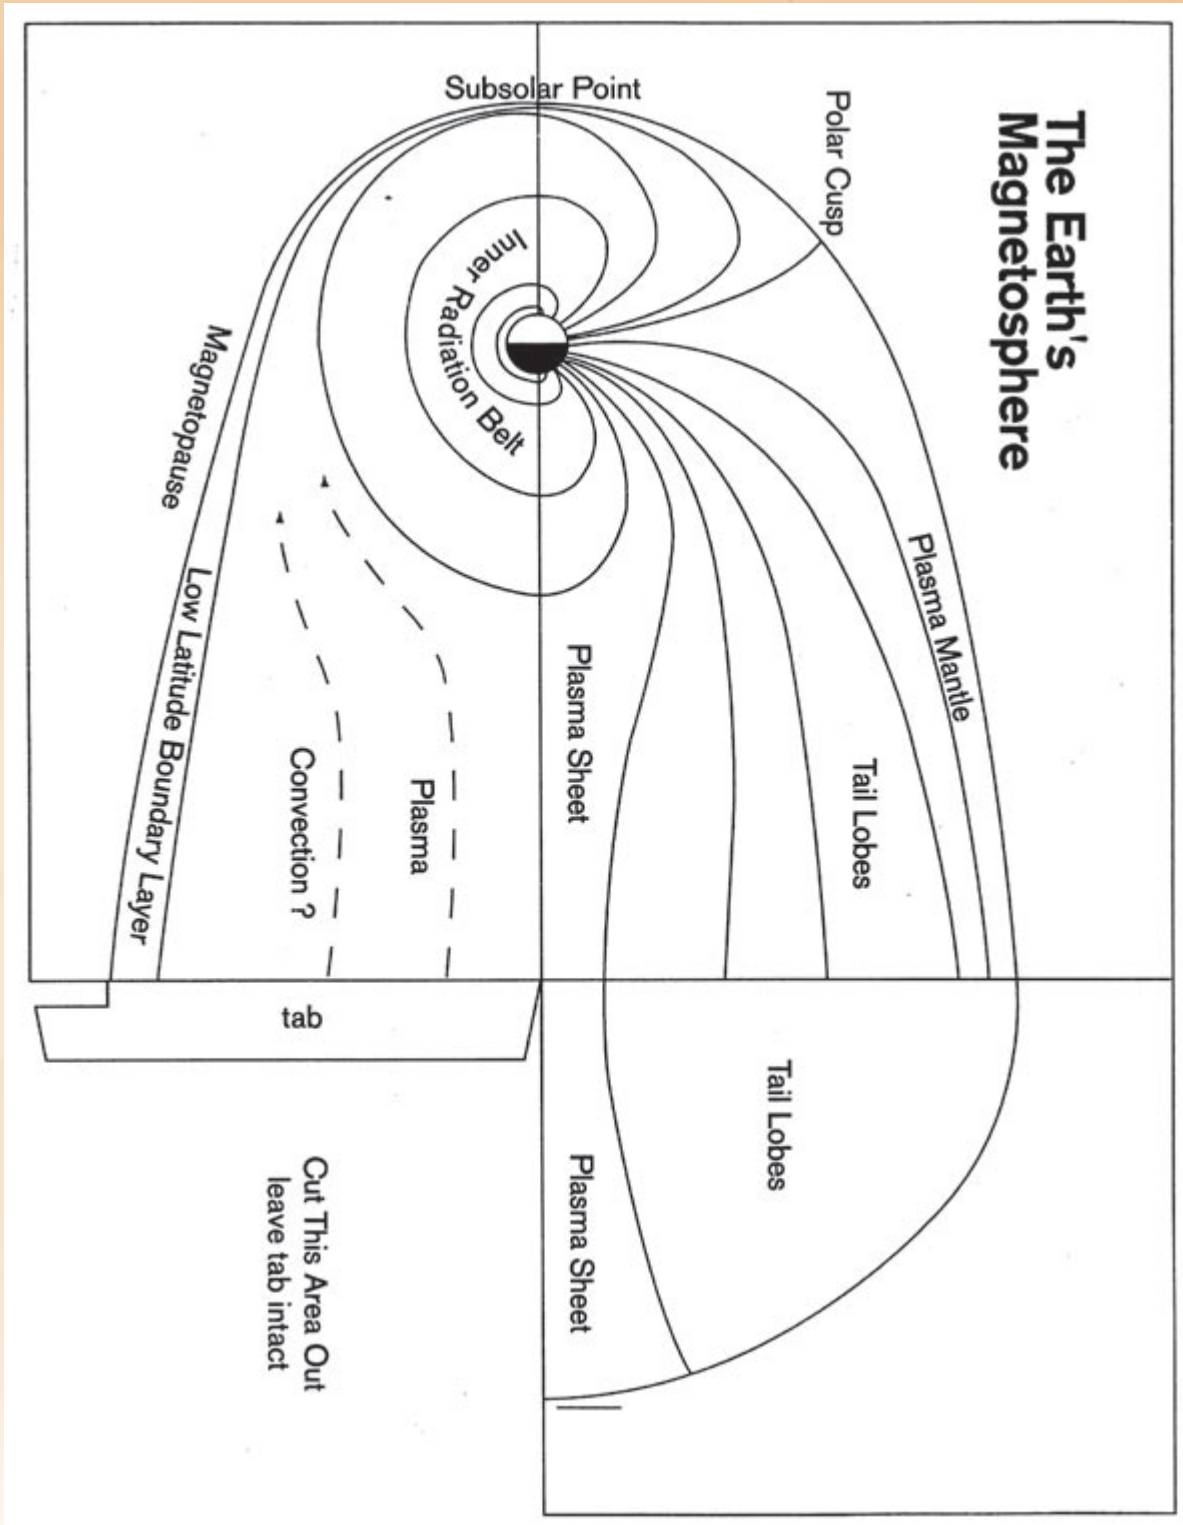 The Earth's
Magnetosphere
Subsolar Point
Polar Cusp
Inner Radiation Belt
Magnetopause
Low Latitude Boundary Layer
Plasma Mantle
Plasma Sheet
Tail Lobes
Plasma
Convection ?
tab
Tail Lobes
Plasma Sheet
Cut This Area Out
leave tab intact